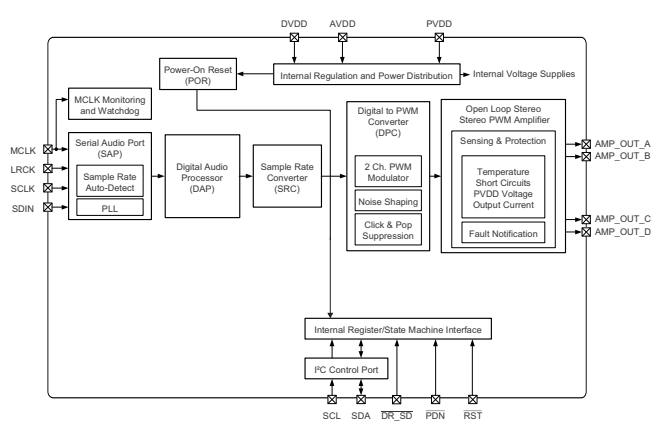 DVDD AVDD PVDD
Power-On Reset
(POR)
Internal Regulation and Power Distribution
Internal Voltage Supplies
MCLK Monitoring
and Watchdog
MCLK
LRCK
SCLK
SDIN
Serial Audio Port
(SAP)
Sample Rate
Auto-Detect
PLL
Digital Audio
Processor
(DAP)
Sample Rate
Converter
(SRC)
Digital to PWM
Converter
(DPC)
2 Ch. PWM
Modulator
Noise Shaping
Click & Pop
Suppression
Open Loop Stereo
Stereo PWM Amplifier
Sensing & Protection
Temperature
Short Circuits
PVDD Voltage
Output Current
Fault Notification
AMP_OUT_A
AMP_OUT_B
AMP_OUT_C
AMP_OUT_D
Internal Register/State Machine Interface
I²C Control Port
SCL SDA DR_SD PDN RST